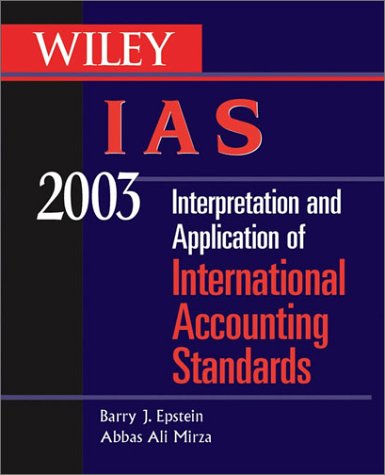 WILEY
IAS
2003
Interpretation and
Application of
International
Accounting
Standards
Barry J. Epstein
Abbas Ali Mirza